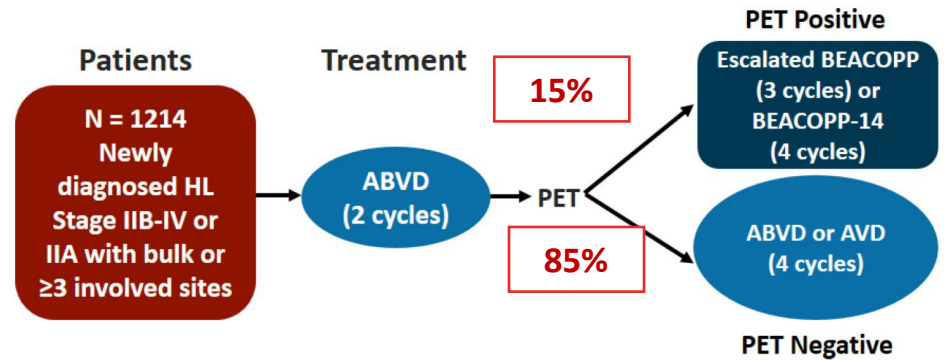 Patients
N = 1214
Newly
diagnosed HL
Stage IIB-IV or
IIA with bulk or
≥3 involved sites
Treatment
ABVD
(2 cycles)
PET
15%
85%
PET Positive
Escalated BEACOPP
(3 cycles) or
BEACOPP-14
(4 cycles)
ABVD or AVD
(4 cycles)
PET Negative